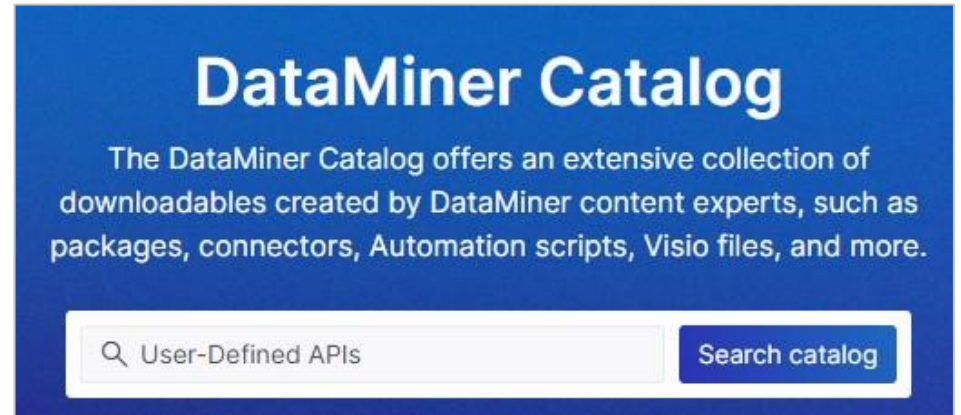 DataMiner Catalog
The DataMiner Catalog offers an extensive collection of
downloadables created by DataMiner content experts, such as
packages, connectors, Automation scripts, Visio files, and more.
User-Defined APIs
Search catalog